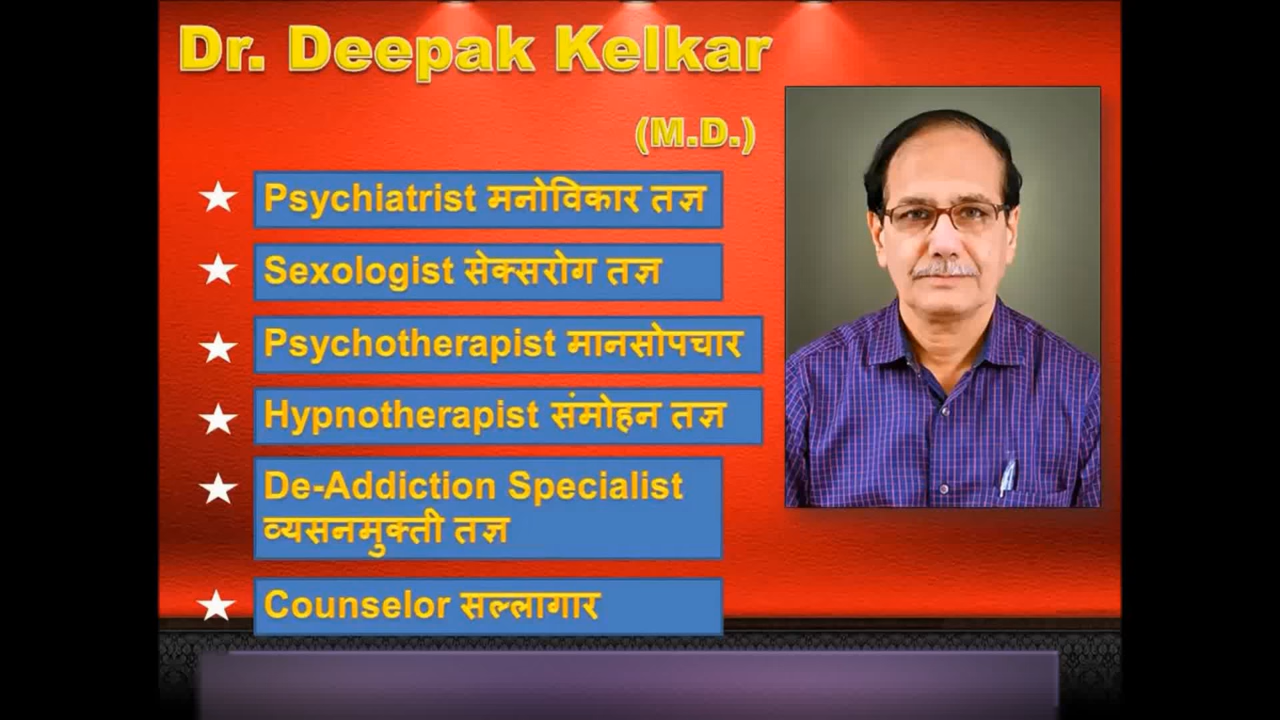 Dr. Deepak Kelkar
(M.D.)
Psychiatrist मनोविकार तज्ञ
Sexologist सेक्सरोग तज्ञ
Psychotherapist मानसोपचार
Hypnotherapist संमोहन तज्ञ
De-Addiction Specialist
व्यसनमुक्ती तज्ञ
Counselor सल्लागार